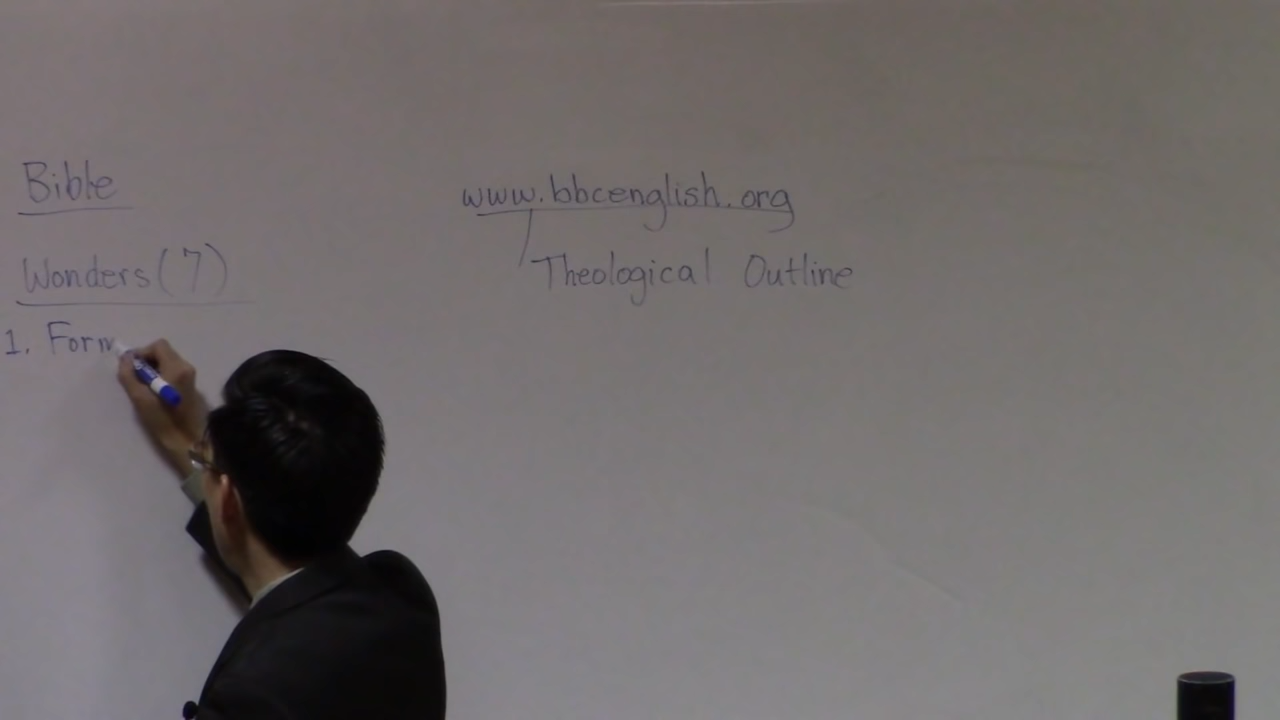 Bible
Wonders (7)
1. Form
www.bbcenglish.org
Theological Outline